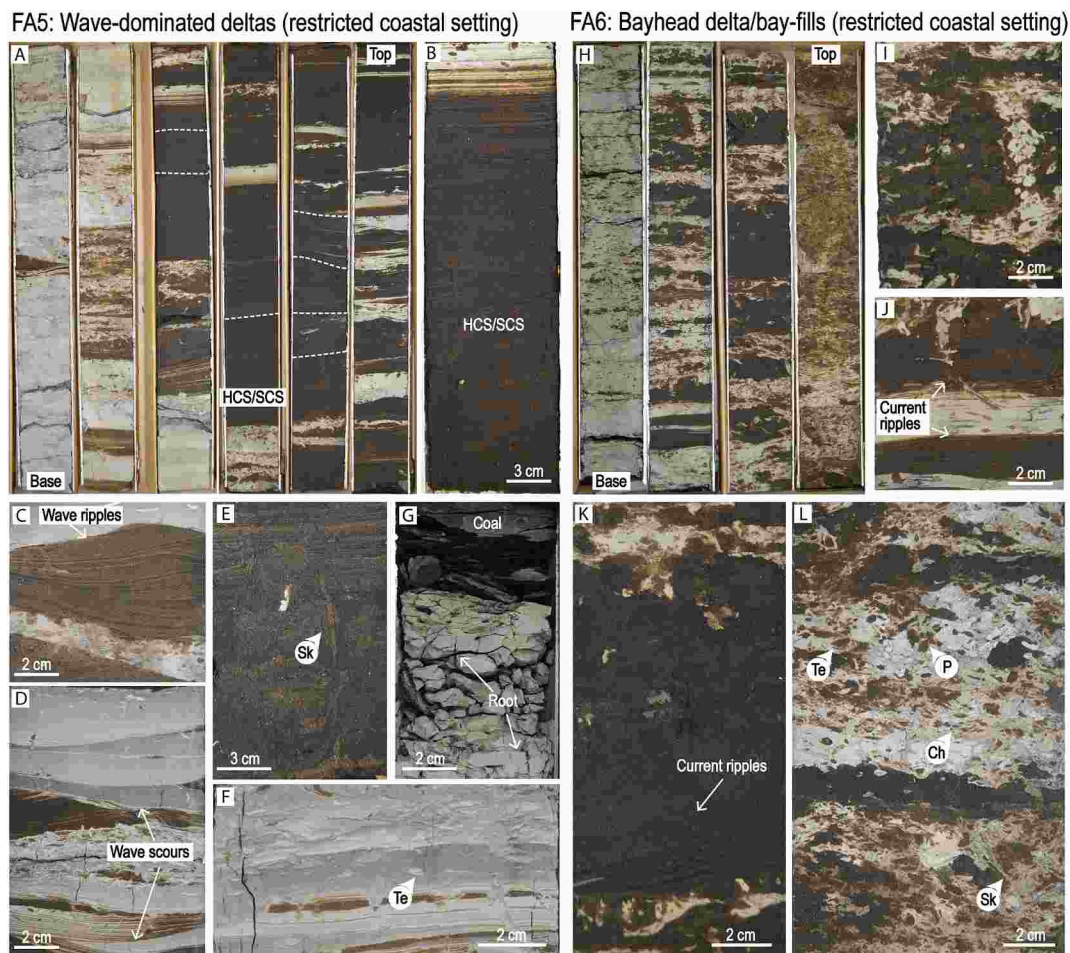 FA5: Wave-dominated deltas (restricted coastal setting)
FA6: Bayhead delta/bay-fills (restricted coastal setting)
A
Top
HCS/SCS
Base
B
HCS/SCS
3 cm
H
Top
Base
I
2 cm
J
Current
ripples
2 cm
C
Wave ripples
2 cm
D
Wave scours
2 cm
E
Sk
3 cm
G
Coal
Root
2 cm
F
Te
2 cm
K
Current ripples
2 cm
L
Te
P
Ch
Sk
2 cm